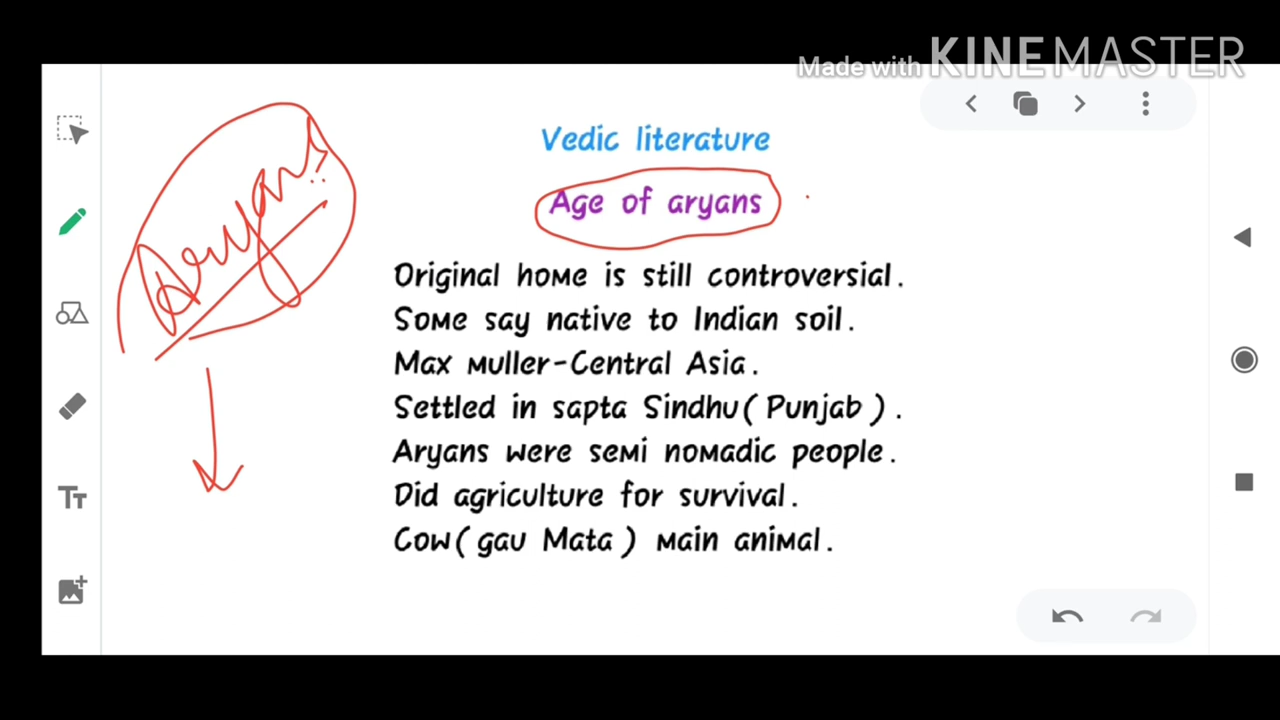 Made with KINEMASTER
Vedic literature
Age of aryans
Aryans
Original home is still controversial.
Some say native to Indian soil.
Max muller-Central Asia.
Settled in sapta Sindhu(Punjab).
Aryans were semi nomadic people.
Did agriculture for survival.
Cow(gau Mata) main animal.
TT